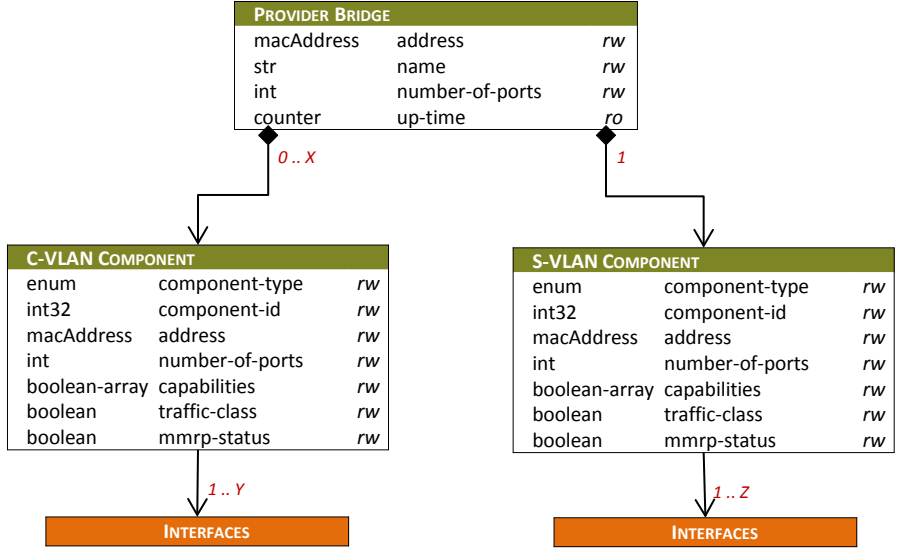 PROVIDER BRIDGE
macAddress address rw
str name rw
int number-of-ports rw
counter up-time ro
0 .. X
1
C-VLAN COMPONENT
enum component-type rw
int32 component-id rw
macAddress address rw
int number-of-ports rw
boolean-array capabilities rw
boolean traffic-class rw
boolean mmrp-status rw
1 .. Y
INTERFACES
S-VLAN COMPONENT
enum component-type rw
int32 component-id rw
macAddress address rw
int number-of-ports rw
boolean-array capabilities rw
boolean traffic-class rw
boolean mmrp-status rw
1 .. Z
INTERFACES